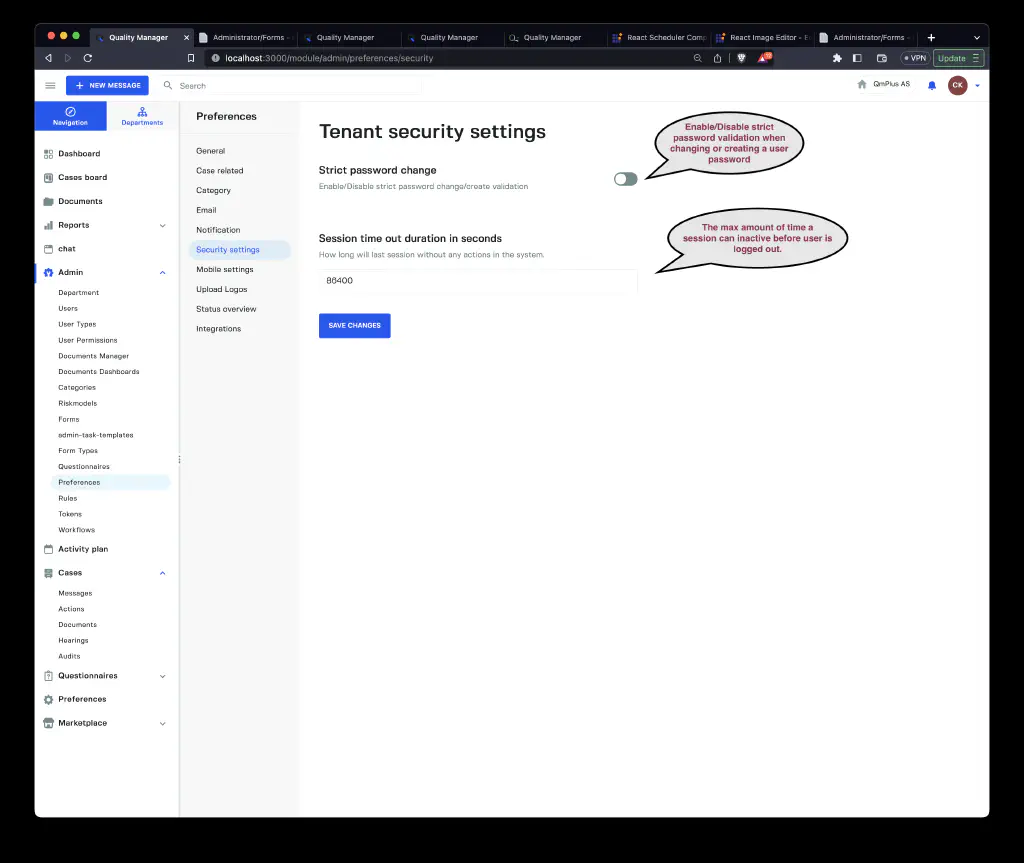 Quality Manager
Administrator/Forms -
Quality Manager
Quality Manager
Quality Manager
React Scheduler Comp
React Image Editor - E
Administrator/Forms -
localhost:3000/module/admin/preferences/security
VPN
Update
NEW MESSAGE
Search
QmPlus AS
CK
Navigation
Departments
Dashboard
Cases board
Documents
Reports
chat
Admin
Department
Users
User Types
User Permissions
Documents Manager
Documents Dashboards
Categories
Riskmodels
Forms
admin-task-templates
Form Types
Questionnaires
Preferences
Rules
Tokens
Workflows
Activity plan
Cases
Messages
Actions
Documents
Hearings
Audits
Questionnaires
Preferences
Marketplace
Preferences
General
Case related
Category
Email
Notification
Security settings
Mobile settings
Upload Logos
Status overview
Integrations
Tenant security settings
Strict password change
Enable/Disable strict password change/create validation
Session time out duration in seconds
How long will last session without any actions in the system.
86400
SAVE CHANGES
Enable/Disable strict
password validation when
changing or creating a user
password
The max amount of time a
session can inactive before user is
logged out.